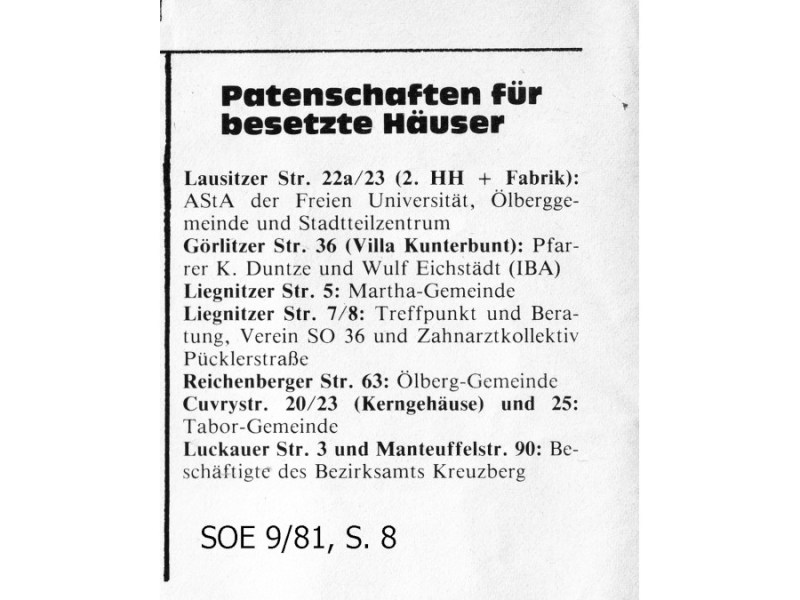 Patenschaften für
besetzte Häuser
Lausitzer Str. 22a/23 (2. HH + Fabrik):
AStA der Freien Universität, Ölbergge-
meinde und Stadtteilzentrum
Görlitzer Str. 36 (Villa Kunterbunt): Pfar-
rer K. Duntze und Wulf Eichstädt (IBA)
Liegnitzer Str. 5: Martha-Gemeinde
Liegnitzer Str. 7/8: Treffpunkt und Bera-
tung, Verein SO 36 und Zahnarztkollektiv
Pücklerstraße
Reichenberger Str. 63: Ölberg-Gemeinde
Cuvrystr. 20/23 (Kerngehäuse) und 25:
Tabor-Gemeinde
Luckauer Str. 3 und Manteuffelstr. 90: Be-
schäftigte des Bezirksamts Kreuzberg
SOE 9/81, S. 8